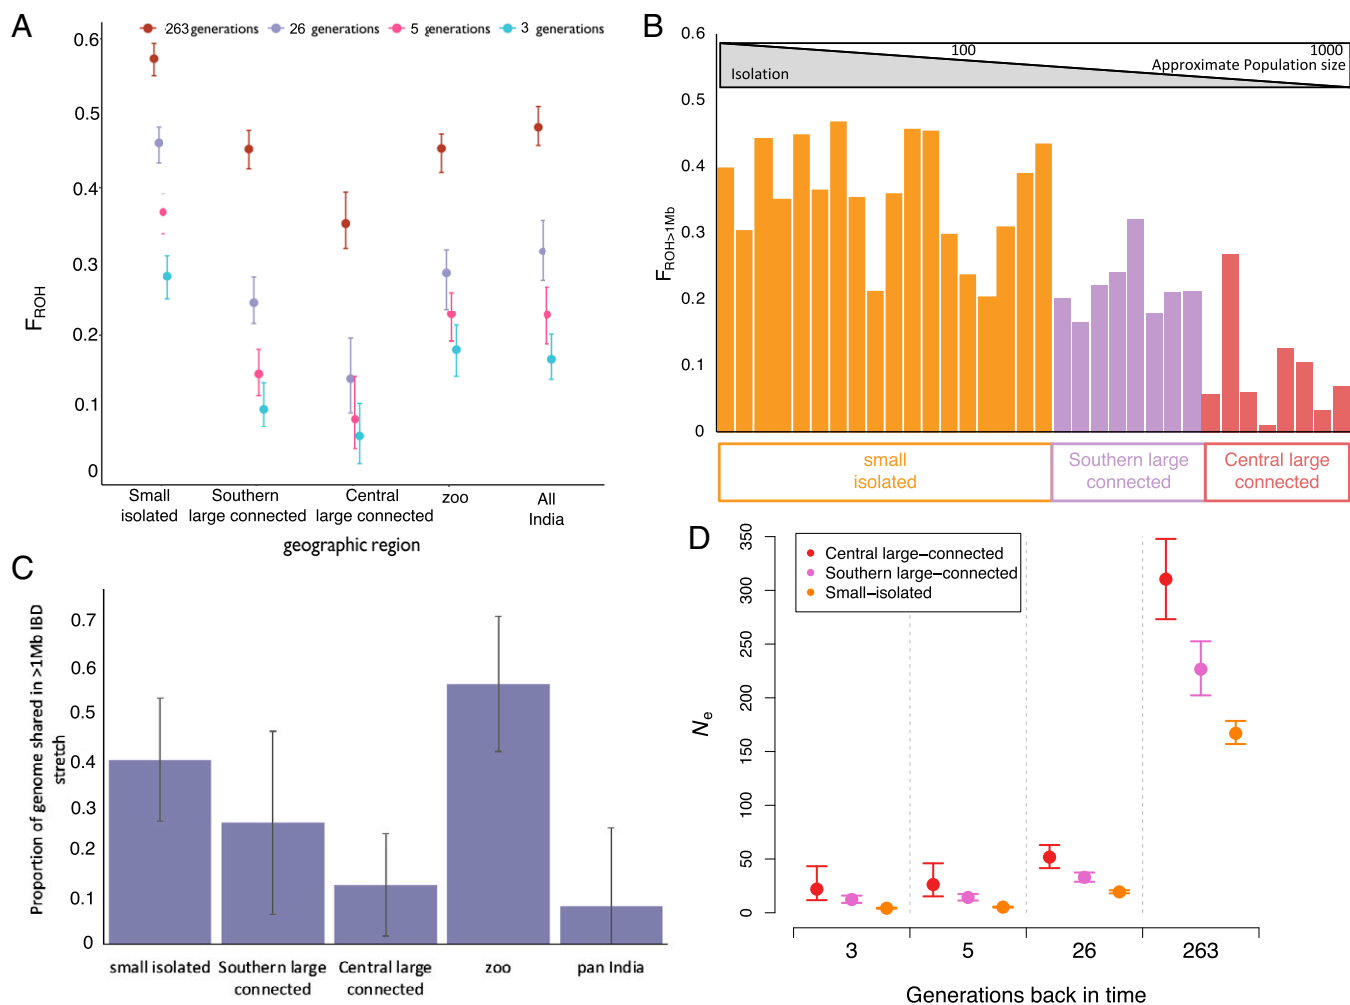 A
263 generations
26 generations
5 generations
3 generations
0.6
0.5
0.4
0.3
0.2
0.1
0
F_ROH
Small
isolated
Southern
large connected
Central
large connected
zoo
All
India
geographic region
B
0.6
0.5
0.4
0.3
0.2
0.1
0
F_ROH>1Mb
100
1000
Approximate Population size
Isolation
small
isolated
Southern large
connected
Central large
connected
C
Proportion of genome shared in >1Mb IBD
stretch
0.7
0.6
0.5
0.4
0.3
0.2
0.1
0
small isolated
Southern large
connected
Central large
connected
zoo
pan India
D
Central large-connected
Southern large-connected
Small-isolated
350
300
250
200
150
100
50
0
N_e
3
5
26
263
Generations back in time